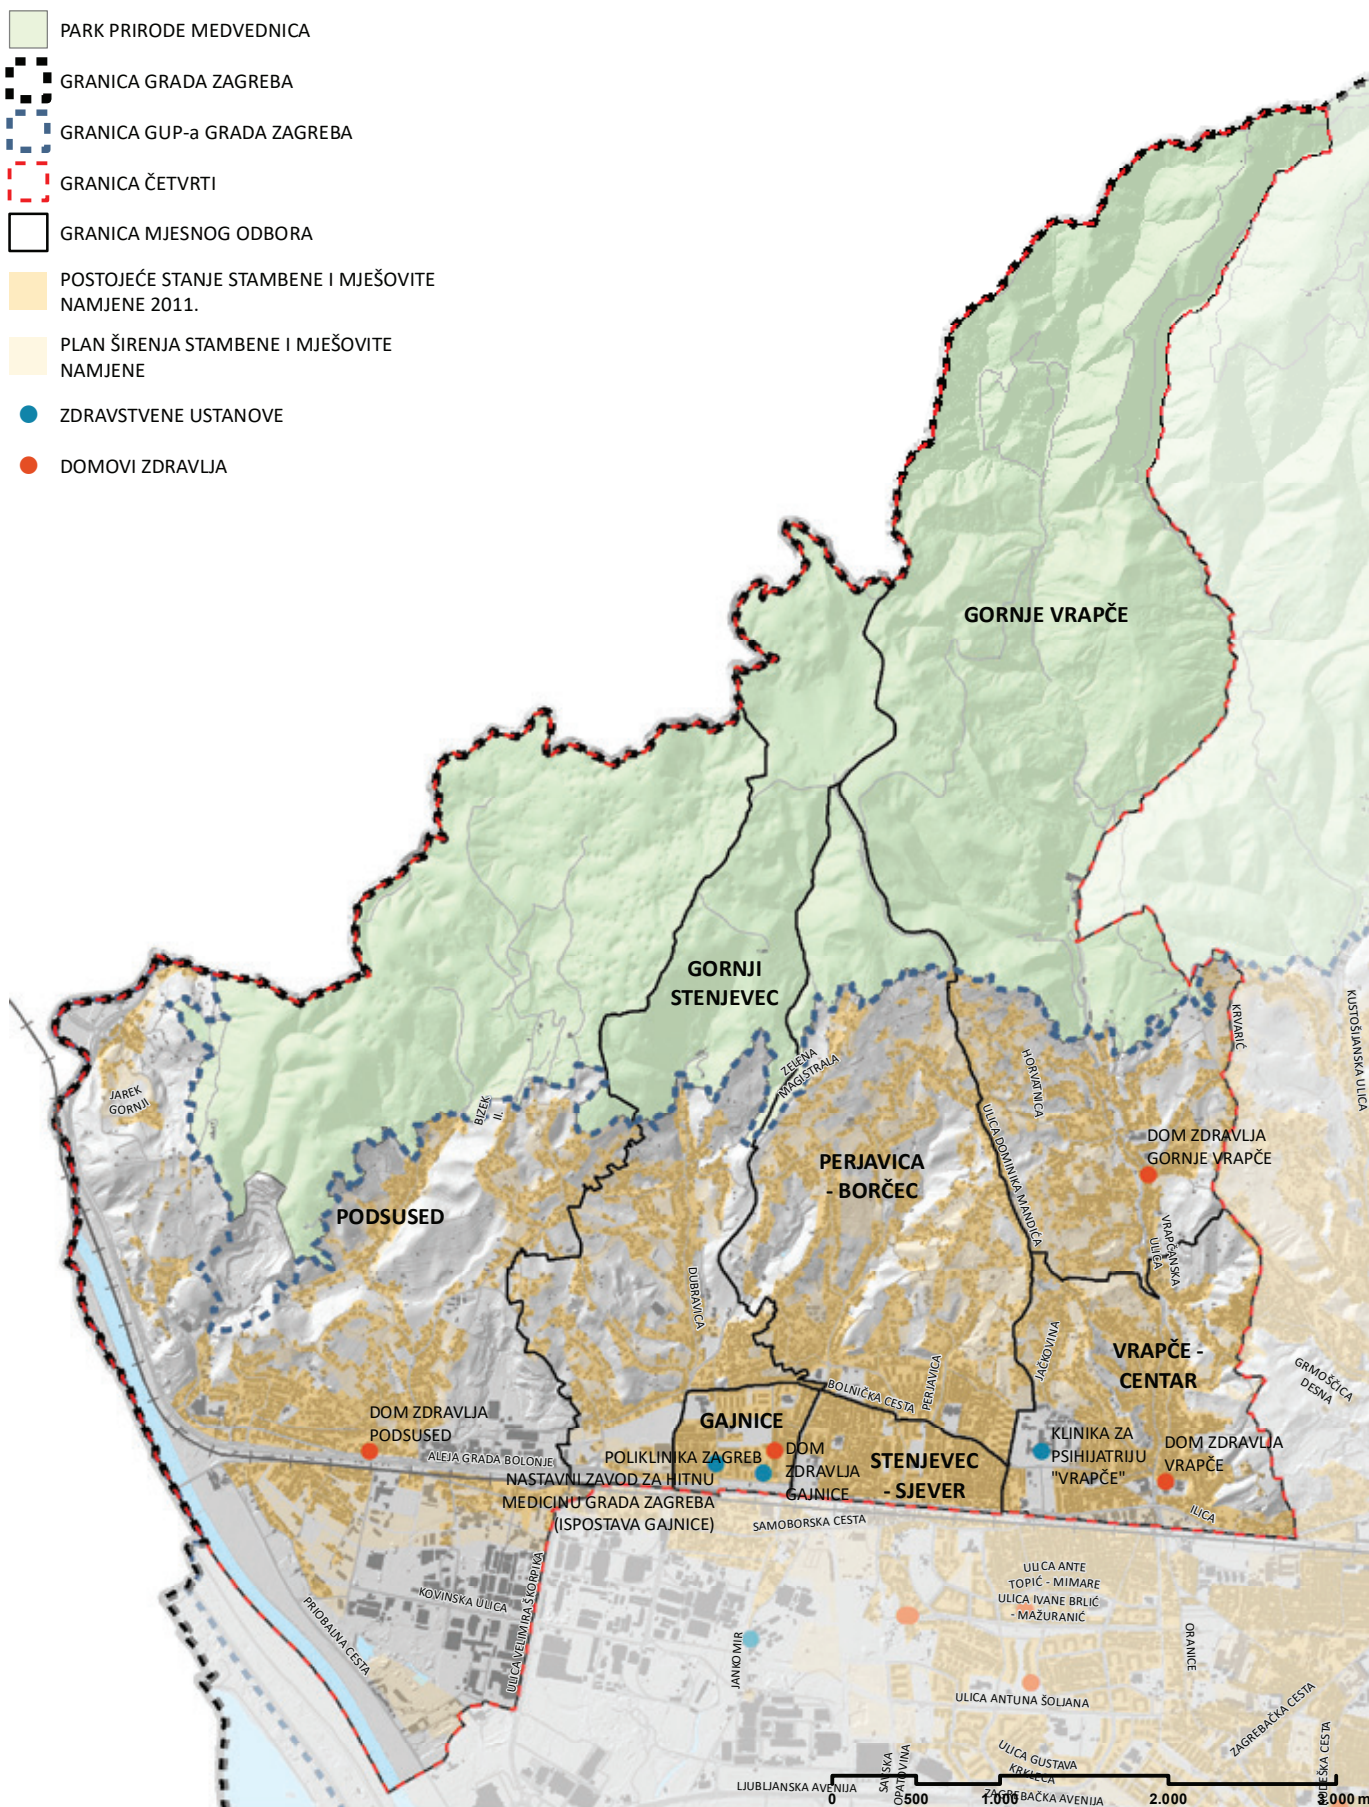 PARK PRIRODE MEDVEDNICA
GRANICA GRADA ZAGREBA
GRANICA GUP-a GRADA ZAGREBA
GRANICA ČETVRTI
GRANICA MJESNOG ODBORA
POSTOJEĆE STANJE STAMBENE I MJEŠOVITE
NAMJENE 2011.
PLAN ŠIRENJA STAMBENE I MJEŠOVITE
NAMJENE
ZDRAVSTVENE USTANOVE
DOMOVI ZDRAVLJA
GORNJE VRAPČE
GORNJI
STENJEVEC
KRVARIĆ
KUSTOŠIJANSKA ULICA
ZELENA
MAGISTRALA
HORVATNICA
JAREK
GORNJI
BIZEK
II.
ULICA DOMINIKA MANDIĆA
DOM ZDRAVLJA
GORNJE VRAPČE
PERJAVICA
- BORČEC
PODSUSED
VRAPČANSKA
ULICA
DUBRAVICA
JAČKOVINA
VRAPČE -
CENTAR
GRMOŠČICA
DESNA
PERJAVICA
BOLNIČKA CESTA
DOM ZDRAVLJA
PODSUSED
ALEJA GRADA BOLONJE
GAJNICE
POLIKLINIKA ZAGREB
NASTAVNI ZAVOD ZA HITNU
MEDICINU GRADA ZAGREBA
(ISPOSTAVA GAJNICE)
DOM
ZDRAVLJA
GAJNICE
STENJEVEC
- SJEVER
KLINIKA ZA
PSIHIJATRIJU
"VRAPČE"
DOM ZDRAVLJA
VRAPČE
ILICA
SAMOBORSKA CESTA
ULICA ANTE
TOPIĆ - MIMARE
ULICA IVANE BRLIĆ
- MAŽURANIĆ
KOVINSKA ULICA
ULICA VELIMIRA ŠKORPIKA
PRIOBALNA CESTA
JANKOMIR
ORANICE
ULICA ANTUNA ŠOLJANA
ZAGREBAČKA CESTA
ULICA GUSTAVA
KRKLECA
SAVSKA
OPATOVINA
LJUBLJANSKA AVENIJA
ZAGREBAČKA AVENIJA
0 500 1.000 2.000 3.000 m